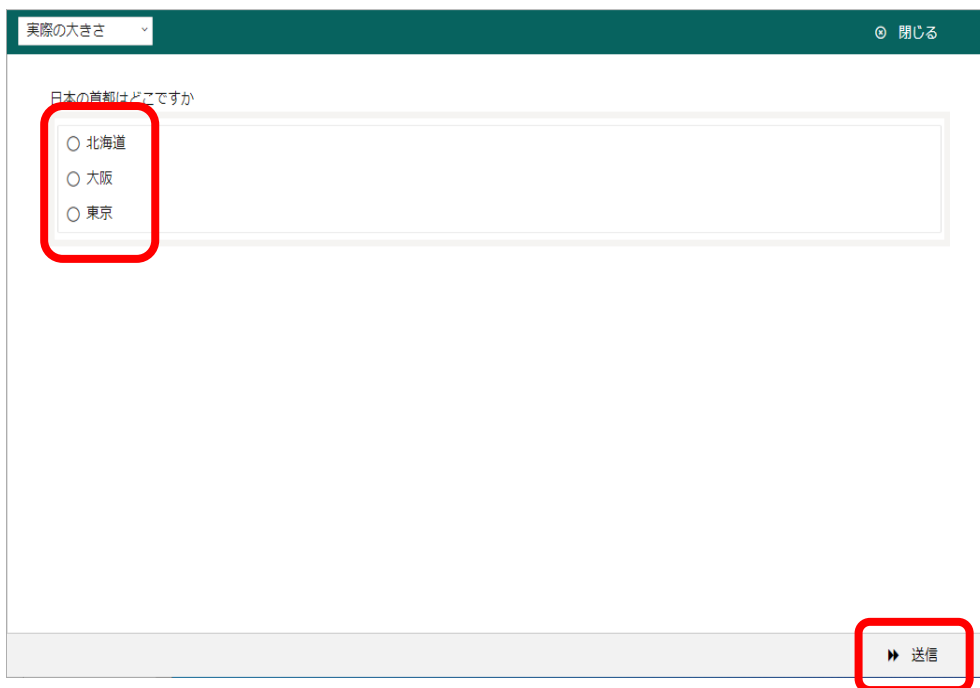 実際の大きさ
閉じる
日本の首都はどこですか
北海道
大阪
東京
送信